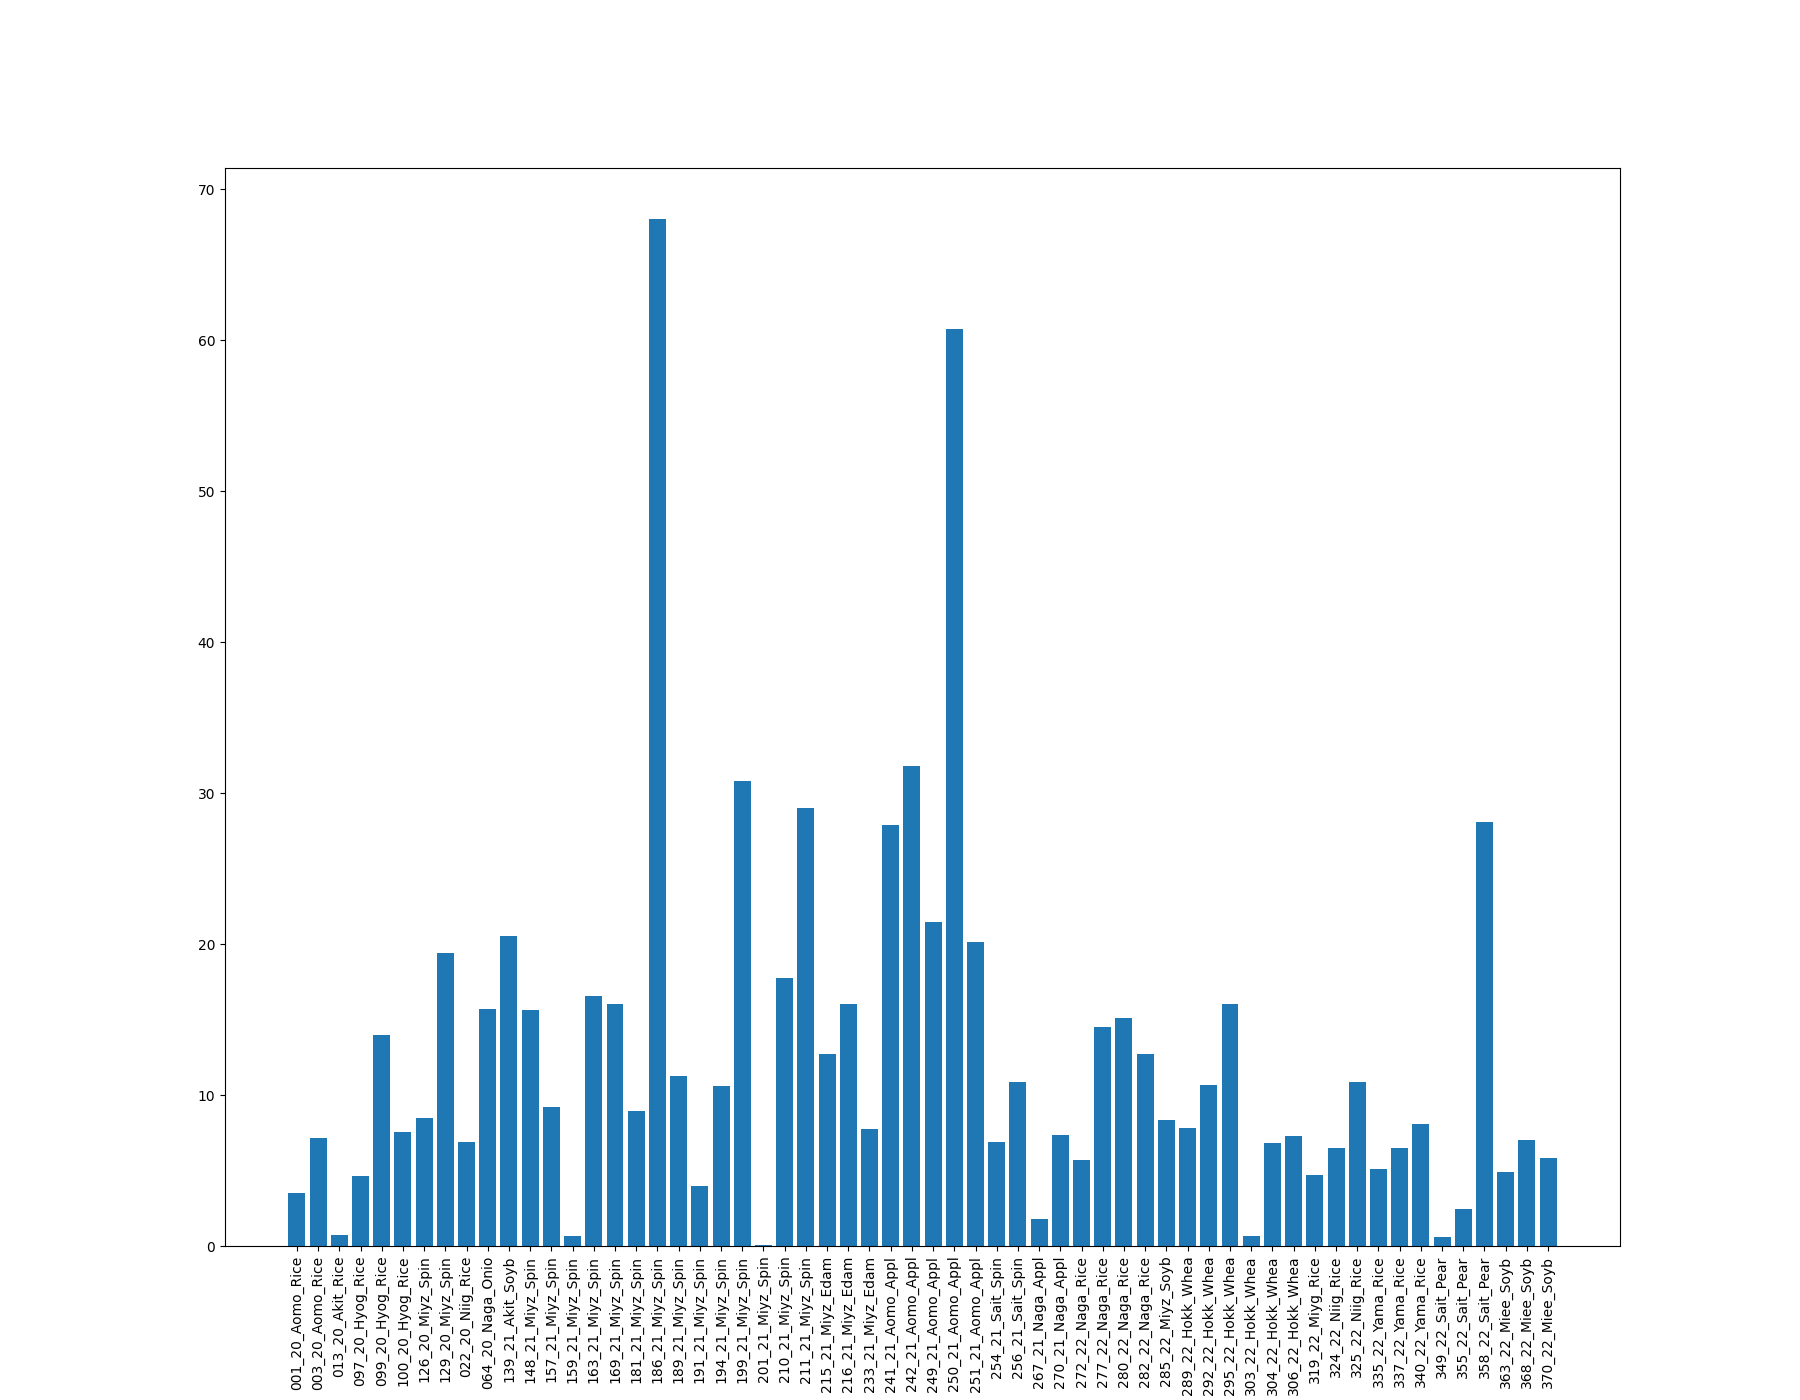 70
60
50
40
30
20
10
0
001_20_Aomo_Rice
003_20_Aomo_Rice
013_20_Akit_Rice
097_20_Hyog_Rice
099_20_Hyog_Rice
100_20_Hyog_Rice
126_20_Miyz_Spin
129_20_Miyz_Spin
022_20_Niig_Rice
064_20_Naga_Onio
139_21_Akit_Soyb
148_21_Miyz_Spin
157_21_Miyz_Spin
159_21_Miyz_Spin
163_21_Miyz_Spin
169_21_Miyz_Spin
181_21_Miyz_Spin
186_21_Miyz_Spin
189_21_Miyz_Spin
191_21_Miyz_Spin
194_21_Miyz_Spin
199_21_Miyz_Spin
201_21_Miyz_Spin
210_21_Miyz_Spin
211_21_Miyz_Spin
215_21_Miyz_Edam
216_21_Miyz_Edam
233_21_Miyz_Edam
241_21_Aomo_Appl
242_21_Aomo_Appl
249_21_Aomo_Appl
250_21_Aomo_Appl
251_21_Aomo_Appl
254_21_Sait_Spin
256_21_Sait_Spin
267_21_Naga_Appl
270_21_Naga_Appl
272_22_Naga_Rice
277_22_Naga_Rice
280_22_Naga_Rice
282_22_Naga_Rice
285_22_Miyz_Soyb
289_22_Hokk_Whea
292_22_Hokk_Whea
295_22_Hokk_Whea
303_22_Hokk_Whea
304_22_Hokk_Whea
306_22_Hokk_Whea
319_22_Miyg_Rice
324_22_Niig_Rice
325_22_Niig_Rice
335_22_Yama_Rice
337_22_Yama_Rice
340_22_Yama_Rice
349_22_Sait_Pear
355_22_Sait_Pear
358_22_Sait_Pear
363_22_Miee_Soyb
368_22_Miee_Soyb
370_22_Miee_Soyb